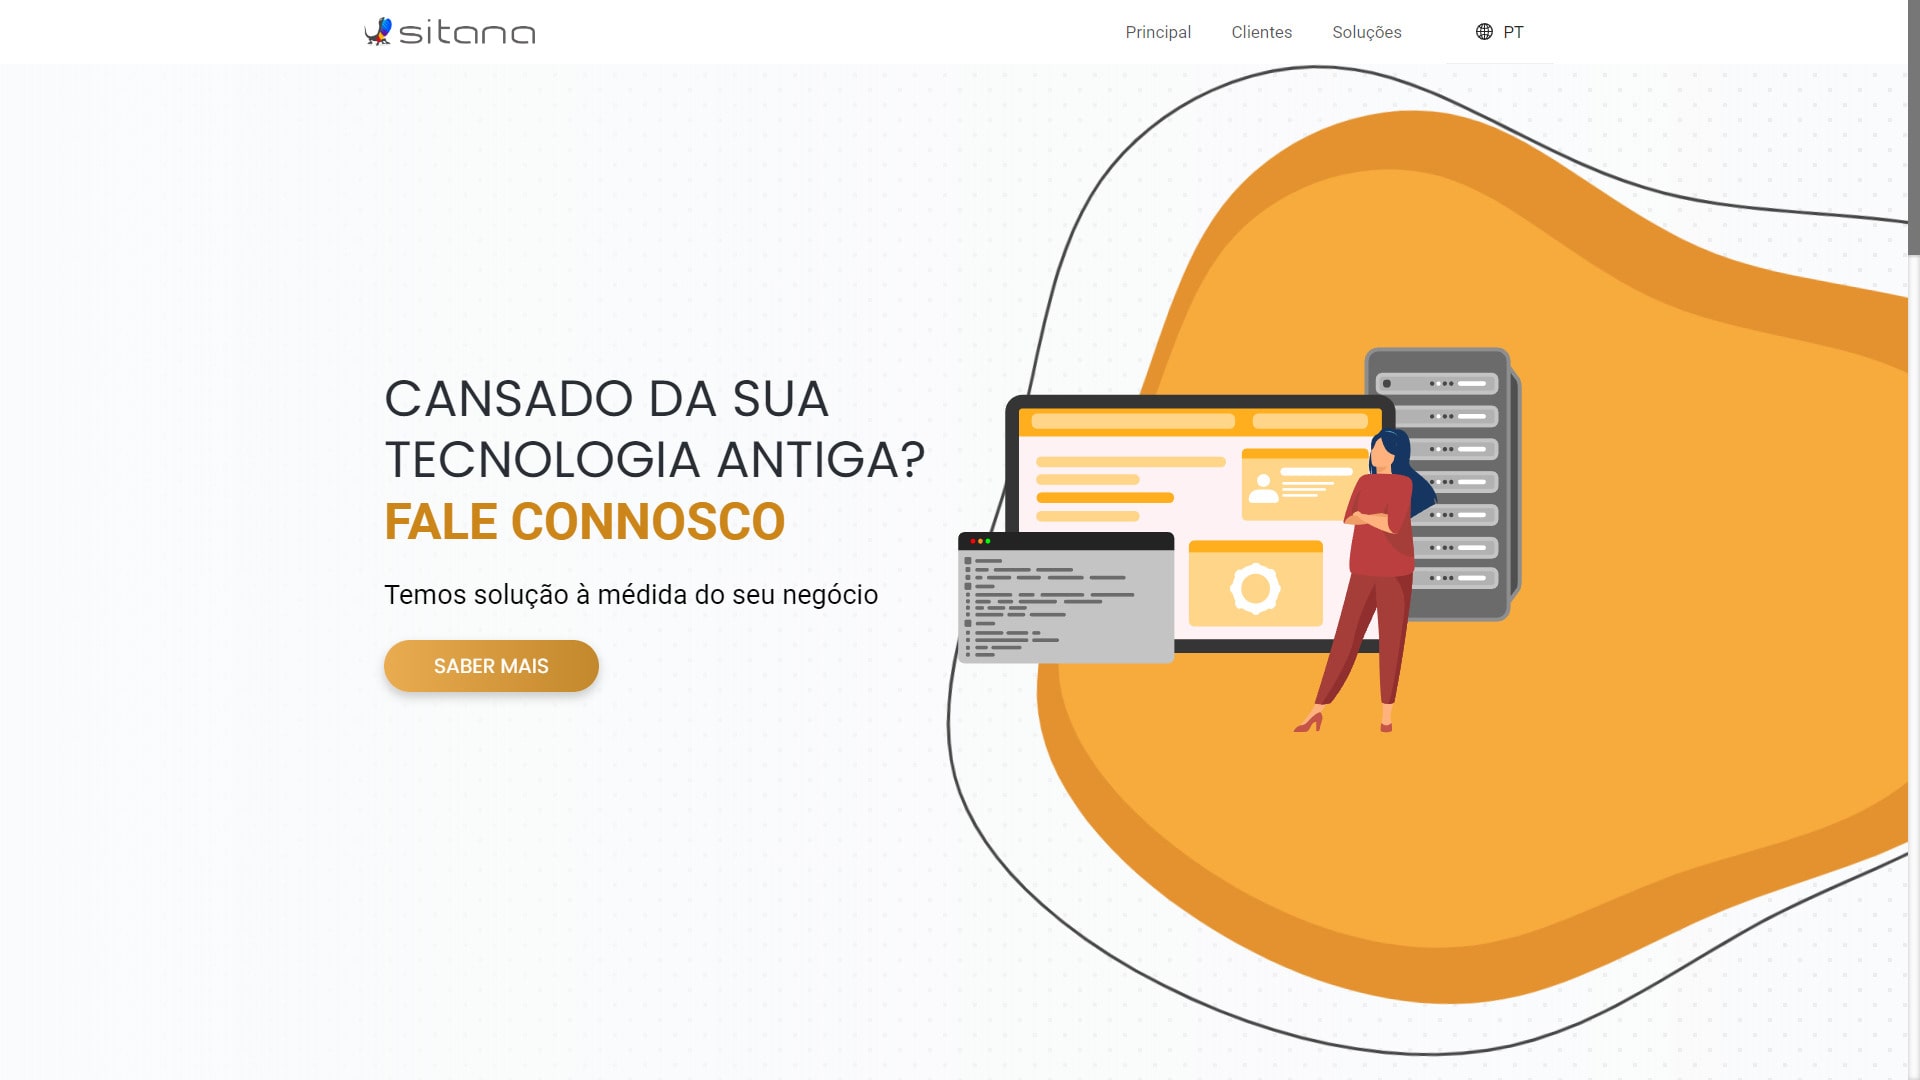 sitana
Principal
Clientes
Soluções
PT
CANSADO DA SUA
TECNOLOGIA ANTIGA?
FALE CONNOSCO
Temos solução à médida do seu negócio
SABER MAIS